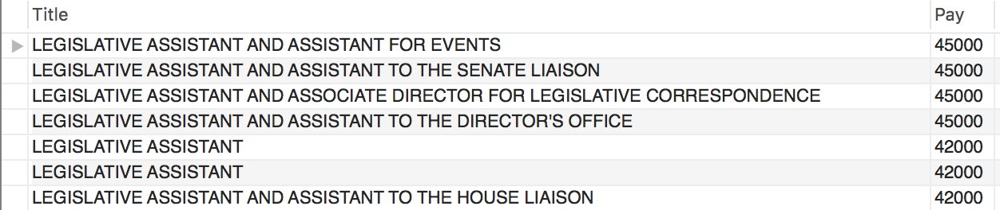 Title Pay
LEGISLATIVE ASSISTANT AND ASSISTANT FOR EVENTS 45000
LEGISLATIVE ASSISTANT AND ASSISTANT TO THE SENATE LIAISON 45000
LEGISLATIVE ASSISTANT AND ASSOCIATE DIRECTOR FOR LEGISLATIVE CORRESPONDENCE 45000
LEGISLATIVE ASSISTANT AND ASSISTANT TO THE DIRECTOR'S OFFICE 45000
LEGISLATIVE ASSISTANT 42000
LEGISLATIVE ASSISTANT 42000
LEGISLATIVE ASSISTANT AND ASSISTANT TO THE HOUSE LIAISON 42000